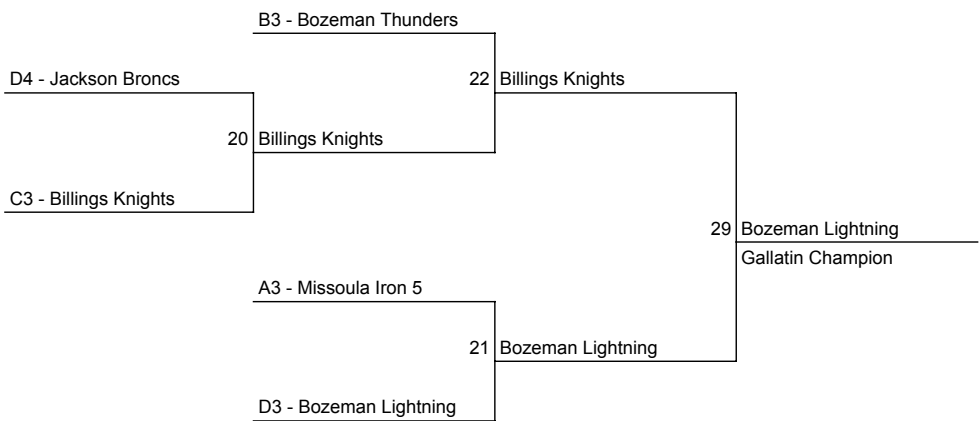 B3 - Bozeman Thunders
D4 - Jackson Broncs
22 Billings Knights
20 Billings Knights
C3 - Billings Knights
29 Bozeman Lightning
Gallatin Champion
A3 - Missoula Iron 5
21 Bozeman Lightning
D3 - Bozeman Lightning